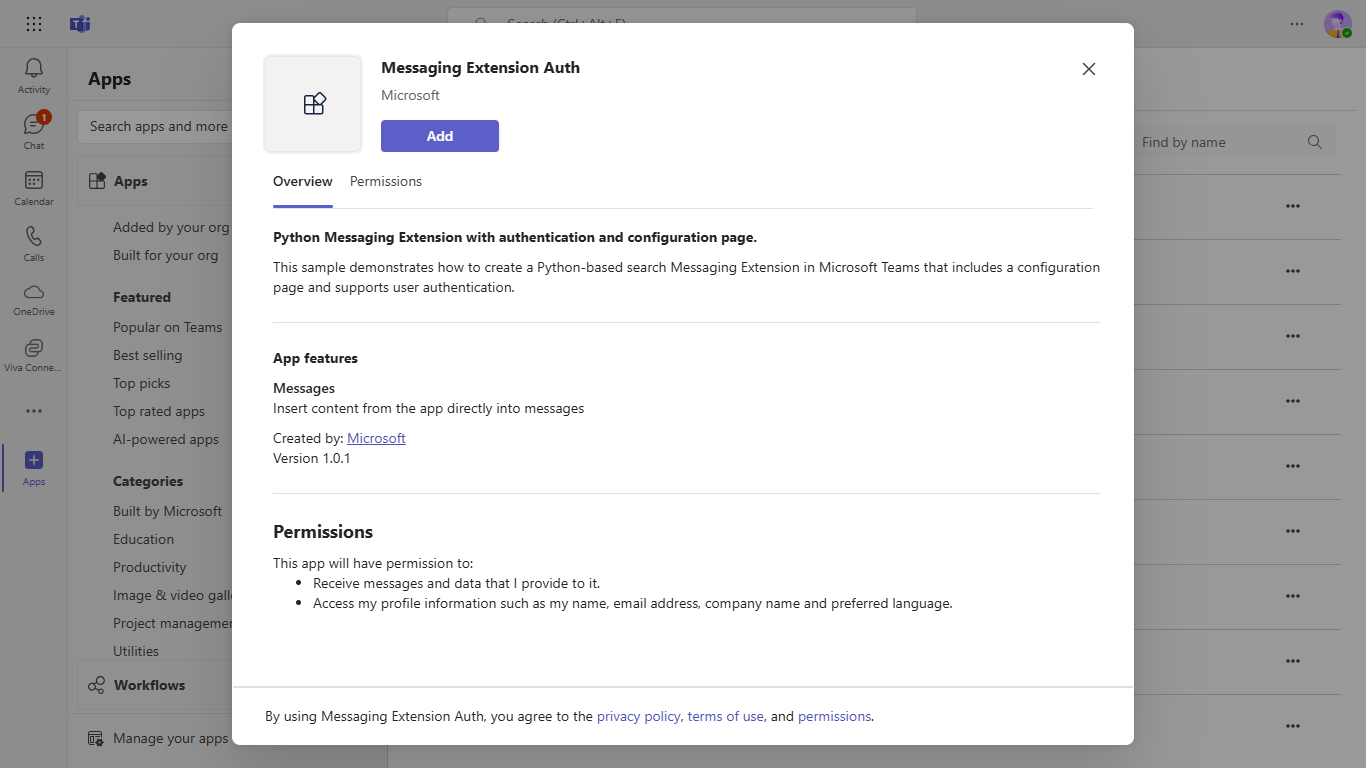 Search (Ctrl+Alt+E)
Activity
1
Chat
Calendar
Calls
OneDrive
Viva Conne...
Apps
Apps
Search apps and more
Apps
Added by your org
Built for your org
Featured
Popular on Teams
Best selling
Top picks
Top rated apps
AI-powered apps
Categories
Built by Microsoft
Education
Productivity
Image & video
Project
Utilities
Workflows
Manage your apps
Find by name
Messaging Extension Auth
Microsoft
Add
Overview Permissions
Python Messaging Extension with authentication and configuration page.
This sample demonstrates how to create a Python-based search Messaging Extension in Microsoft Teams that includes a configuration
page and supports user authentication.
App features
Messages
Insert content from the app directly into messages
Created by: Microsoft
Version 1.0.1
Permissions
This app will have permission to:
• Receive messages and data that I provide to it.
• Access my profile information such as my name, email address, company name and preferred language.
By using Messaging Extension Auth, you agree to the privacy policy, terms of use, and permissions.